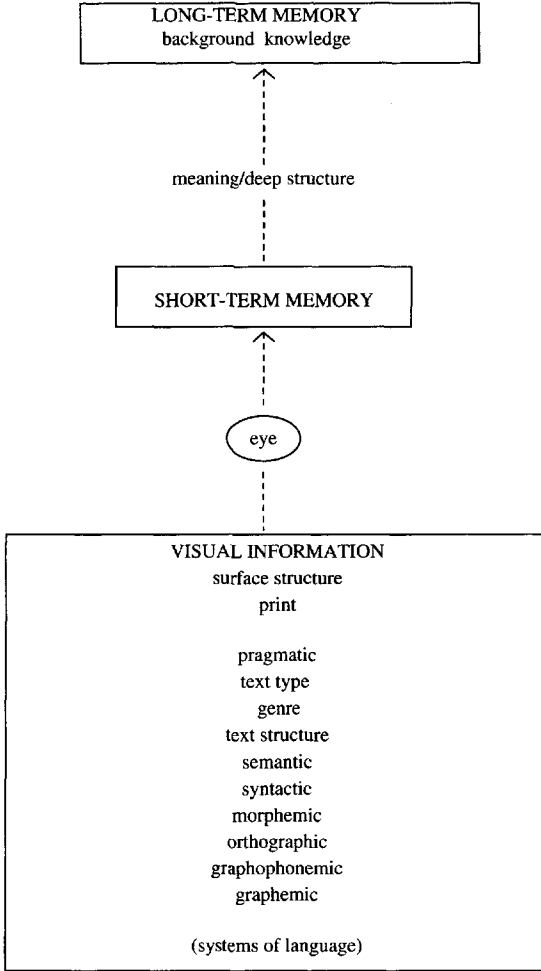 LONG-TERM MEMORY
background knowledge
meaning/deep structure
SHORT-TERM MEMORY
eye
VISUAL INFORMATION
surface structure
print
pragmatic
text type
genre
text structure
semantic
syntactic
morphemic
orthographic
graphophonemic
graphemic
(systems of language)